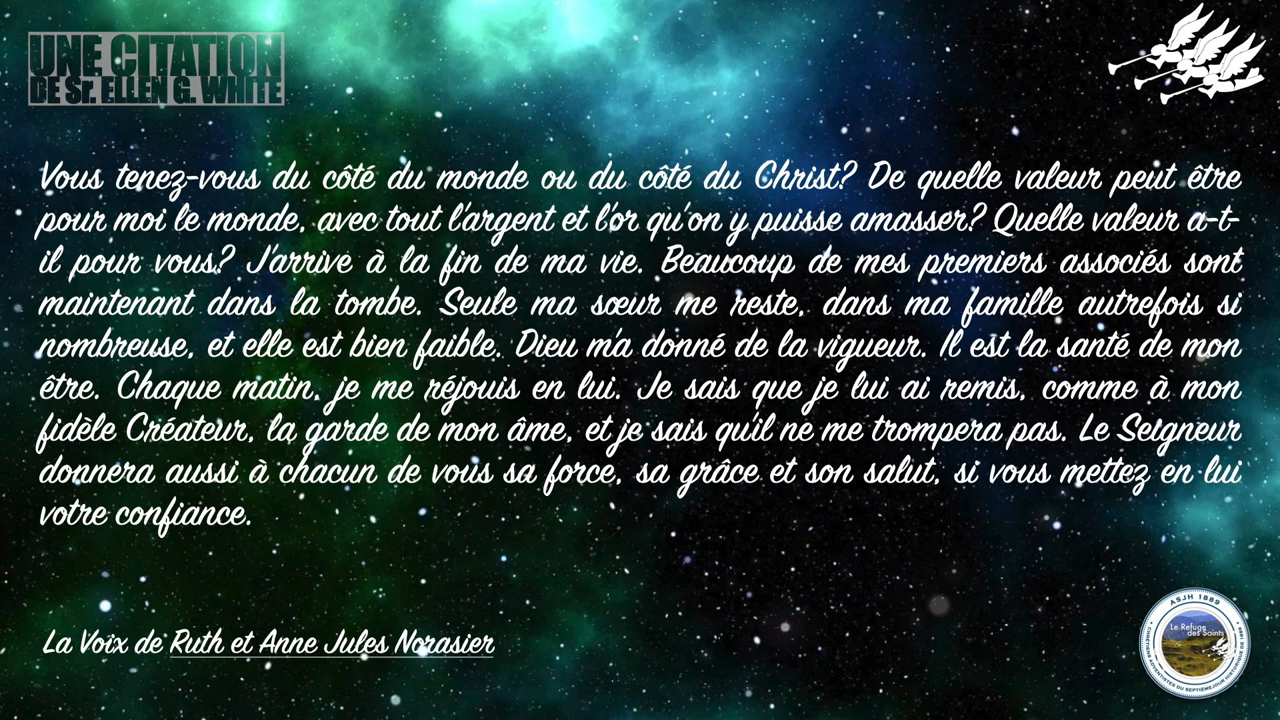 UNE CITATION
DE Sr. ELLEN G. WHITE
Vous tenez-vous du côté du monde ou du côté du Christ? De quelle valeur peut être
pour moi le monde, avec tout l'argent et l'or qu'on y puisse amasser? Quelle valeur a-t-
il pour vous? J'arrive à la fin de ma vie. Beaucoup de mes premiers associés sont
maintenant dans la tombe. Seule ma sœur me reste, dans ma famille autrefois si
nombreuse, et elle est bien faible. Dieu m'a donné de la vigueur. Il est la santé de mon
être. Chaque matin, je me réjouis en lui. Je sais que je lui ai remis, comme à mon
fidèle Créateur, la garde de mon âme, et je sais qu'il ne me trompera pas. Le Seigneur
donnera aussi à chacun de vous sa force, sa grâce et son salut, si vous mettez en lui
votre confiance.
La Voix de Ruth et Anne Jules Norasier
ASJH 1889
Le Refuge
des Saints